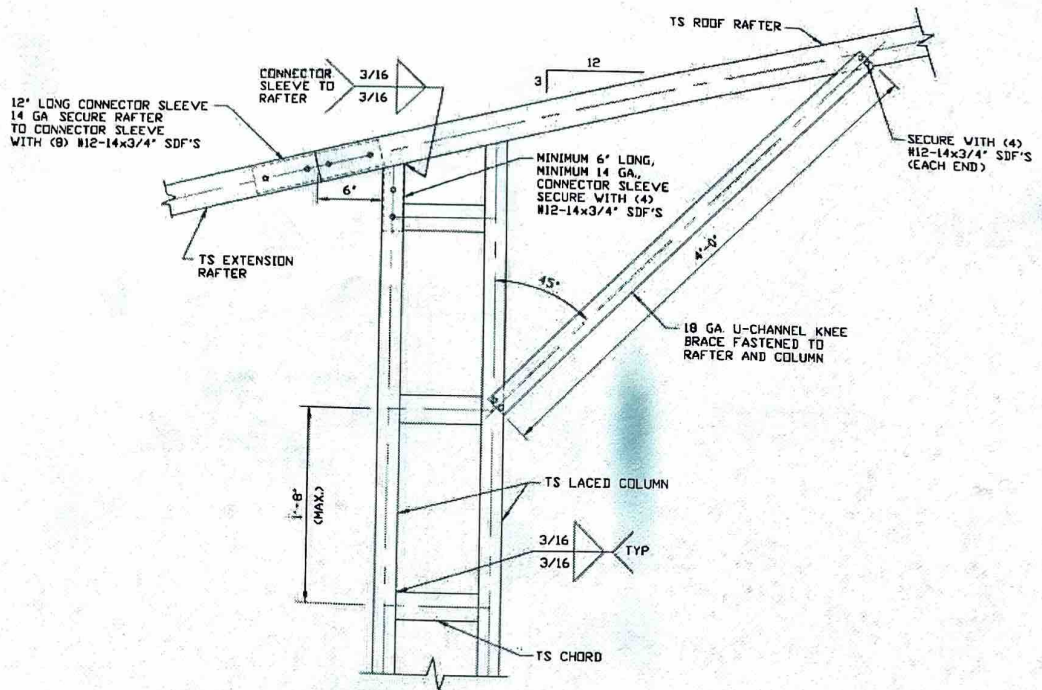 TS ROOF RAFTER
12
3
CONNECTOR
SLEEVE TO
RAFTER
3/16
3/16
12" LONG CONNECTOR SLEEVE
14 GA SECURE RAFTER
TO CONNECTOR SLEEVE
WITH (8) #12-14x3/4" SDF'S
SECURE WITH (4)
#12-14x3/4" SDF'S
(EACH END)
MINIMUM 6" LONG,
MINIMUM 14 GA.,
CONNECTOR SLEEVE
SECURE WITH (4)
#12-14x3/4" SDF'S
6"
TS EXTENSION
RAFTER
45°
4'-0"
18 GA. U-CHANNEL KNEE
BRACE FASTENED TO
RAFTER AND COLUMN
1'-8"
(MAX.)
TS LACED COLUMN
3/16
3/16
TYP
TS CHORD